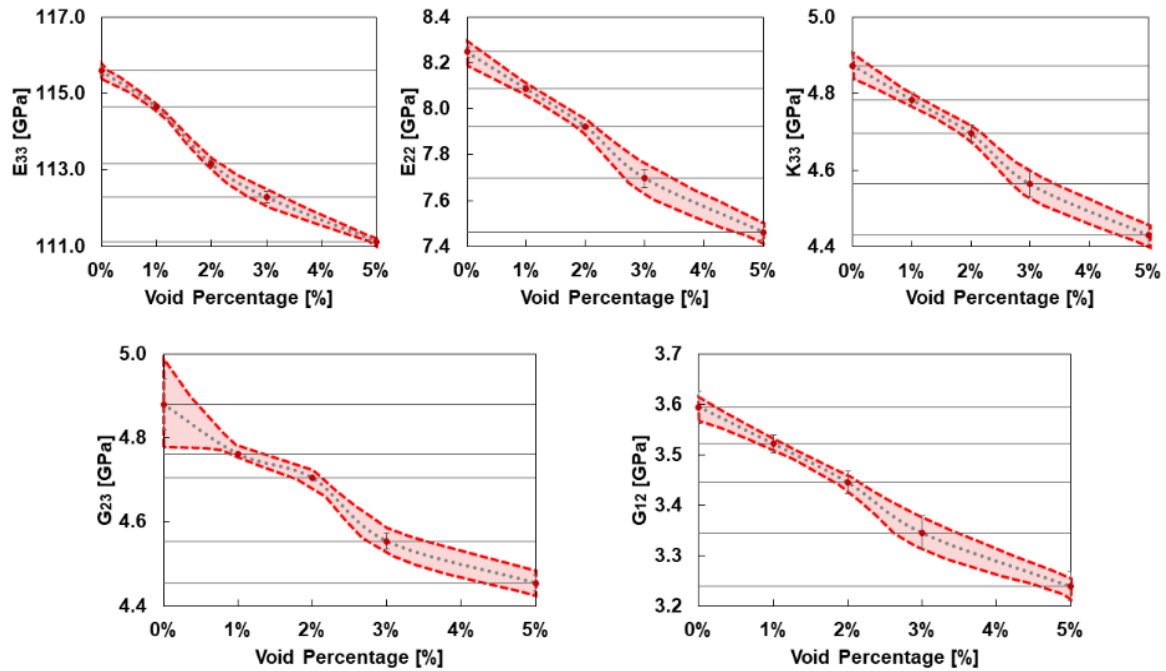 117.0
115.0
113.0
111.0
E33 [GPa]
0% 1% 2% 3% 4% 5%
Void Percentage [%]
8.4
8.2
8.0
7.8
7.6
7.4
E22 [GPa]
0% 1% 2% 3% 4% 5%
Void Percentage [%]
5.0
4.8
4.6
4.4
K33 [GPa]
0% 1% 2% 3% 4% 5%
Void Percentage [%]
5.0
4.8
4.6
4.4
G23 [GPa]
0% 1% 2% 3% 4% 5%
Void Percentage [%]
3.7
3.6
3.5
3.4
3.3
3.2
G12 [GPa]
0% 1% 2% 3% 4% 5%
Void Percentage [%]